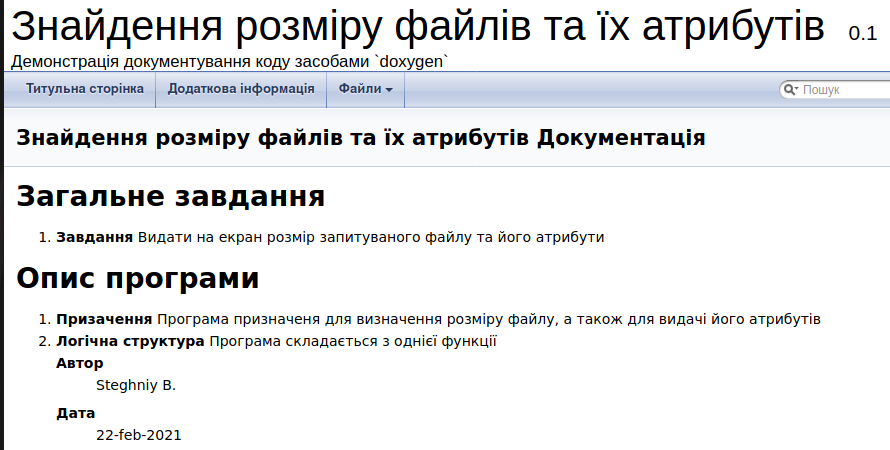 Знайдення розміру файлів та їх атрибутів 0.1
Демонстрація документування коду засобами `doxygen`
Титульна сторінка Додаткова інформація Файли Пошук
Знайдення розміру файлів та їх атрибутів Документація
Загальне завдання
1. Завдання Видати на екран розмір запитуваного файлу та його атрибути
Опис програми
1. Призачення Програма призначеня для визначення розміру файлу, а також для видачі його атрибутів
2. Логічна структура Програма складається з однієї функції
Автор
Steghniy B.
Дата
22-feb-2021